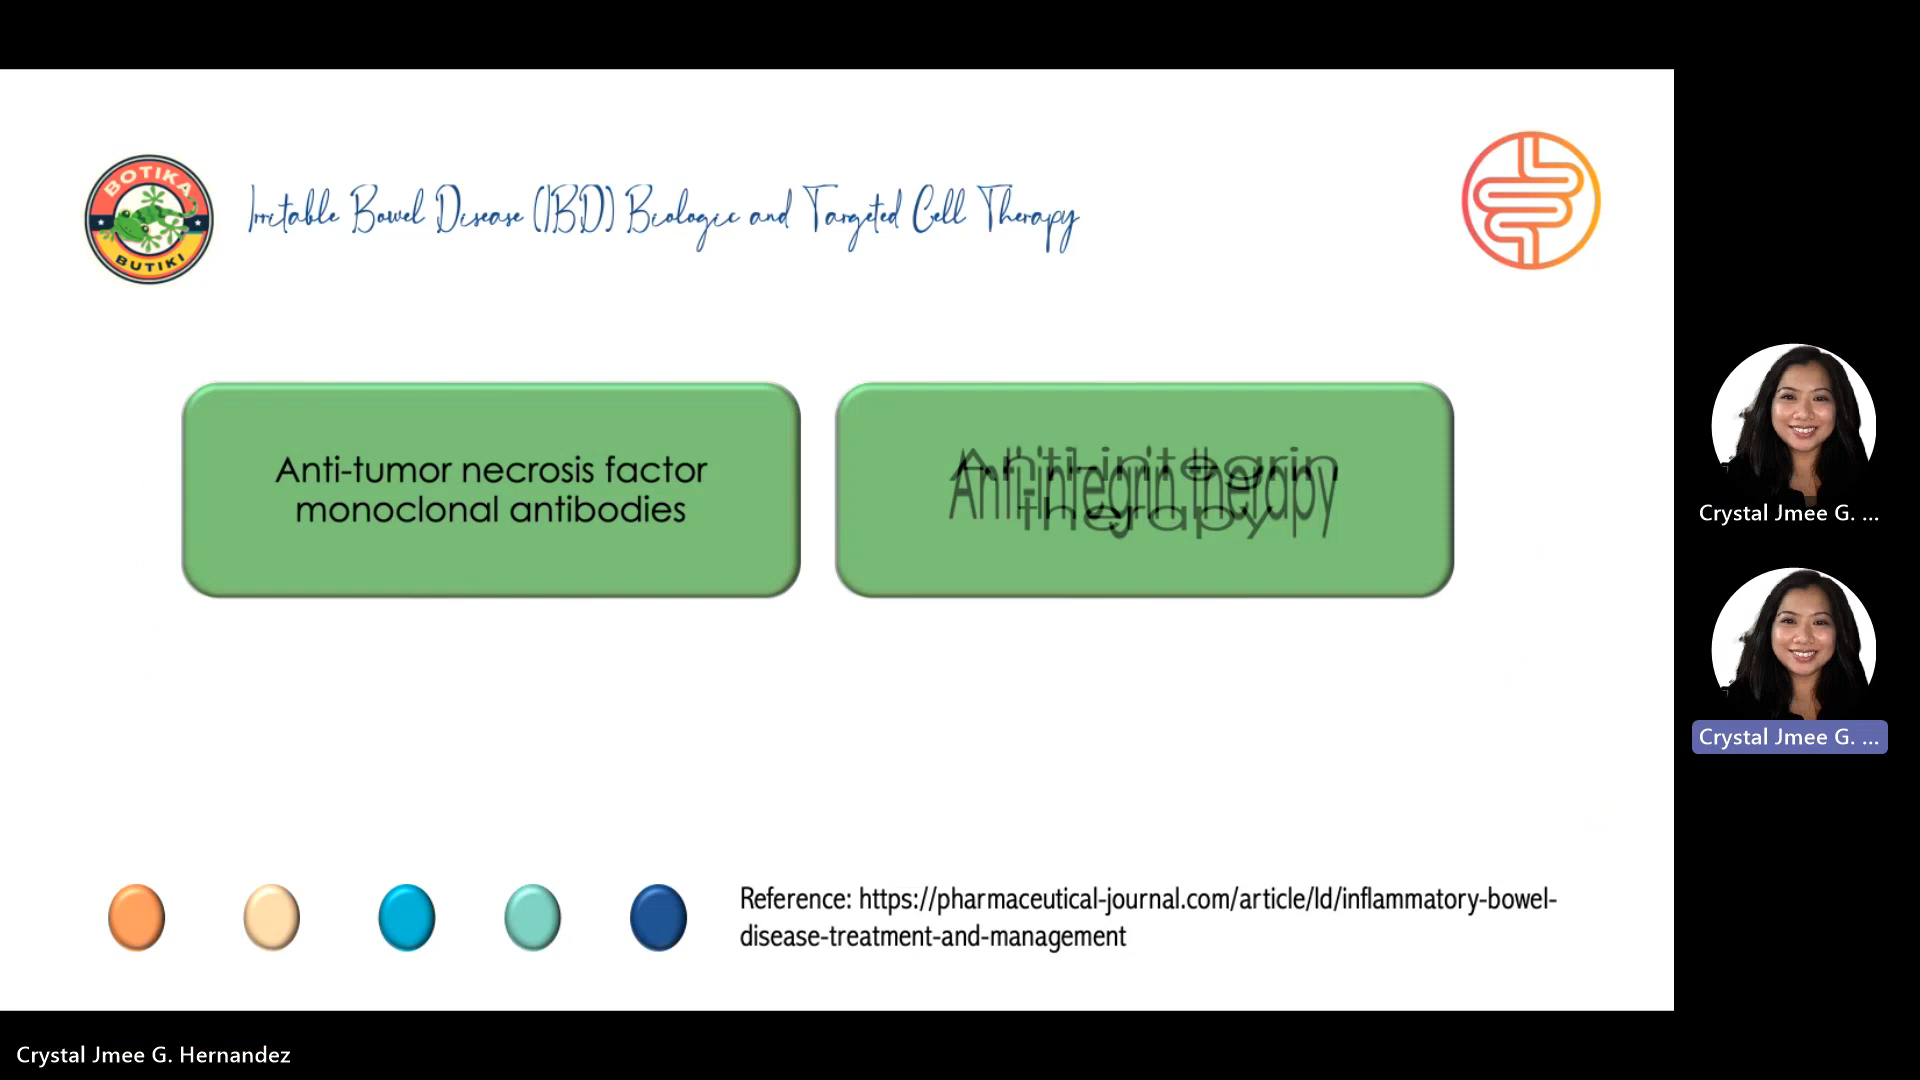 BOTIKA
BUTIKI
Irritable Bowel Disease (IBD) Biologic and Targeted Cell Therapy
Anti-tumor necrosis factor
monoclonal antibodies
Anti-integrin therapy
Reference: https://pharmaceutical-journal.com/article/ld/inflammatory-bowel-
disease-treatment-and-management
Crystal Jmee G. ...
Crystal Jmee G. ...
Crystal Jmee G. Hernandez